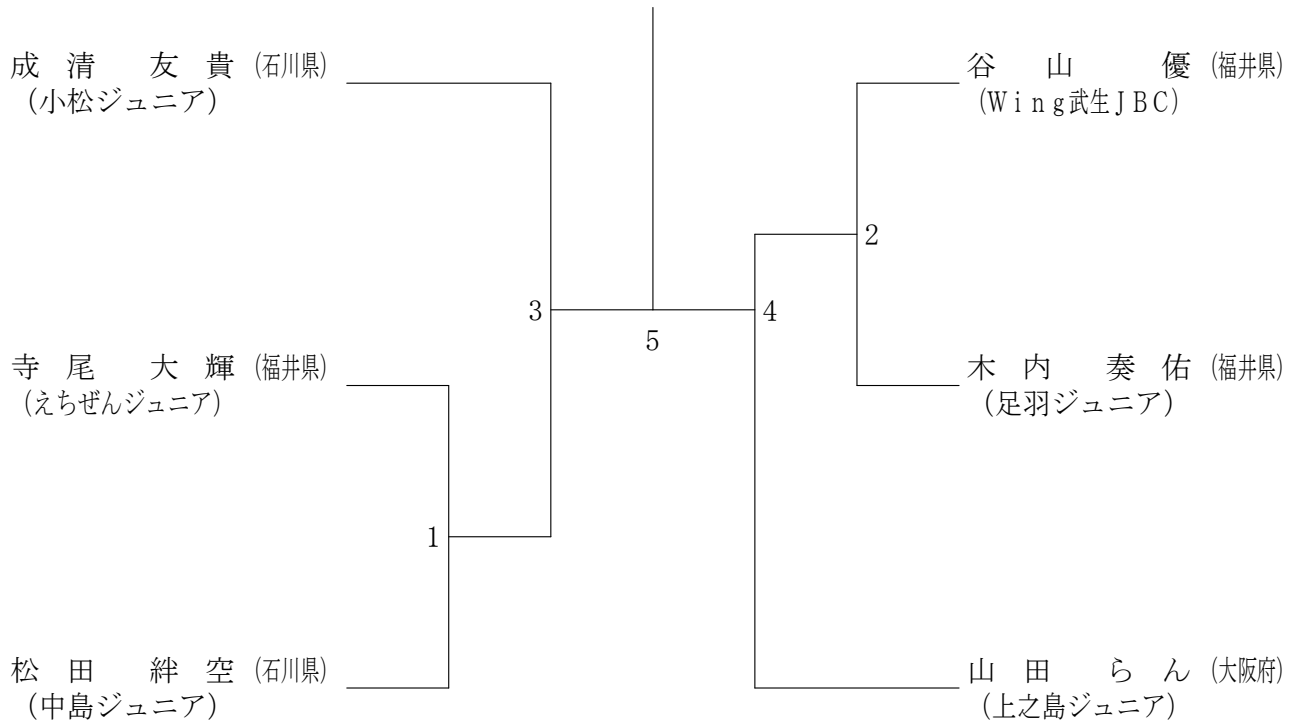 成清 友貴 (石川県)
(小松ジュニア)
寺尾 大輝 (福井県)
(えちぜんジュニア)
松田 絆空 (石川県)
(中島ジュニア)
3
1
5
4
2
谷山 優 (福井県)
(Wing武生JBC)
木内 奏佑 (福井県)
(足羽ジュニア)
山田 らん (大阪府)
(上之島ジュニア)